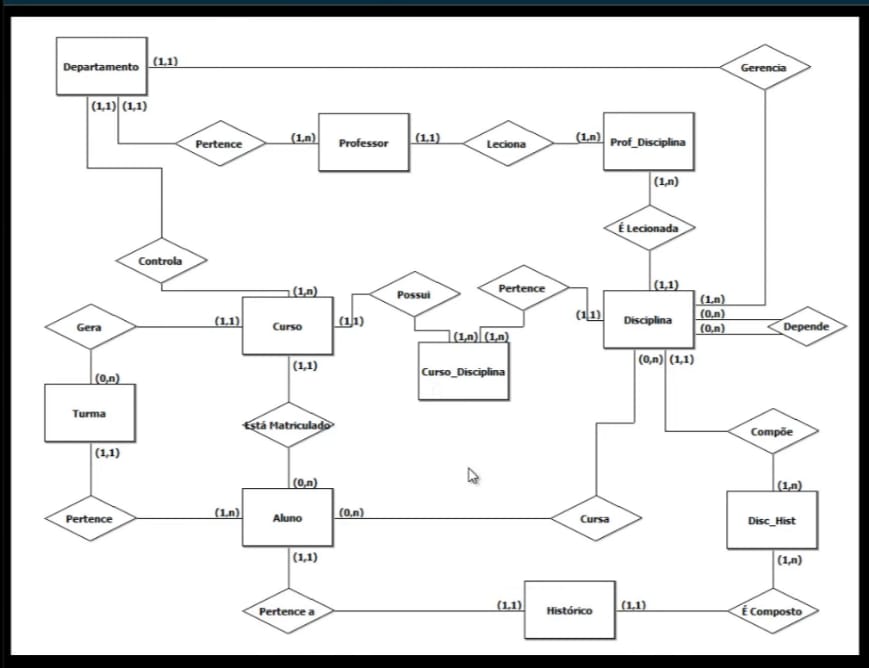 Departamento
(1,1)
Gerencia
(1,1) (1,1)
Pertence
(1,n)
Professor
(1,1)
Leciona
(1,n)
Prof_Disciplina
(1,n)
É Lecionada
Controla
(1,n)
Possui
Pertence
(1,1)
(1,n)
(0,n)
(0,n)
Depende
Gera
(1,1)
Curso
(1,1)
(1,1)
Disciplina
(1,n) (1,n)
Curso_Disciplina
(0,n) (1,1)
(1,1)
(0,n)
Turma
Está Matriculado
Compõe
(1,1)
(0,n)
(1,n)
Pertence
(1,n)
Aluno
(0,n)
Cursa
Disc_Hist
(1,1)
(1,n)
Pertence a
(1,1)
Histórico
(1,1)
É Composto